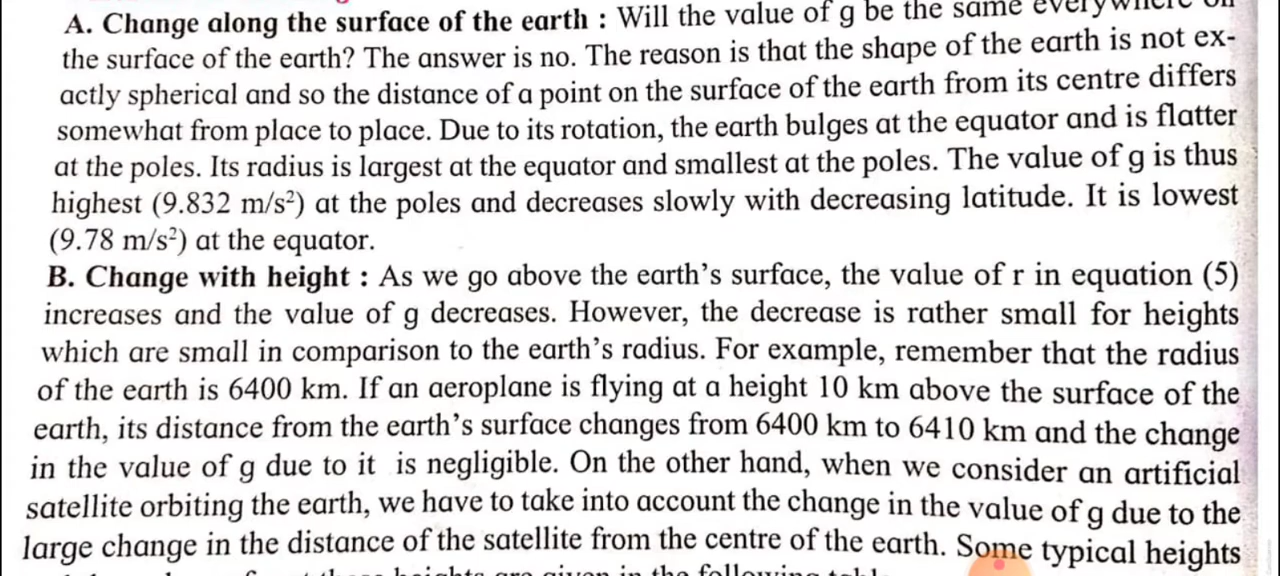 A. Change along the surface of the earth : Will the value of g be the same everywhere on
the surface of the earth? The answer is no. The reason is that the shape of the earth is not ex-
actly spherical and so the distance of a point on the surface of the earth from its centre differs
somewhat from place to place. Due to its rotation, the earth bulges at the equator and is flatter
at the poles. Its radius is largest at the equator and smallest at the poles. The value of g is thus
highest (9.832 m/s²) at the poles and decreases slowly with decreasing latitude. It is lowest
(9.78 m/s²) at the equator.
B. Change with height : As we go above the earth's surface, the value of r in equation (5)
increases and the value of g decreases. However, the decrease is rather small for heights
which are small in comparison to the earth's radius. For example, remember that the radius
of the earth is 6400 km. If an aeroplane is flying at a height 10 km above the surface of the
earth, its distance from the earth's surface changes from 6400 km to 6410 km and the change
in the value of g due to it is negligible. On the other hand, when we consider an artificial
satellite orbiting the earth, we have to take into account the change in the value of g due to the
large change in the distance of the satellite from the centre of the earth. Some typical heights
heights are given in the following